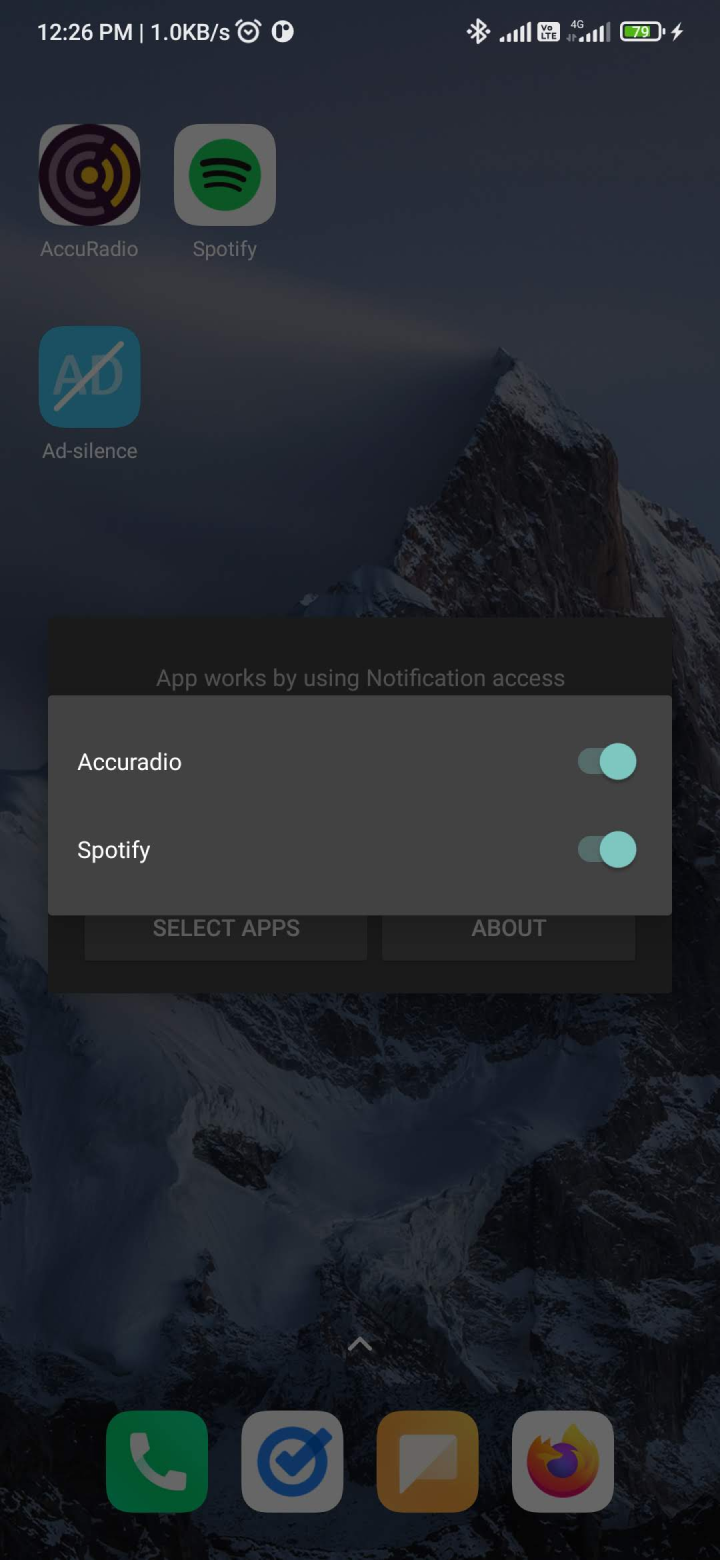 12:26 PM | 1.0KB/s
Vo
LTE
4G
79
AccuRadio
Spotify
AD
Ad-silence
App works by using Notification access
Accuradio
Spotify
SELECT APPS
ABOUT